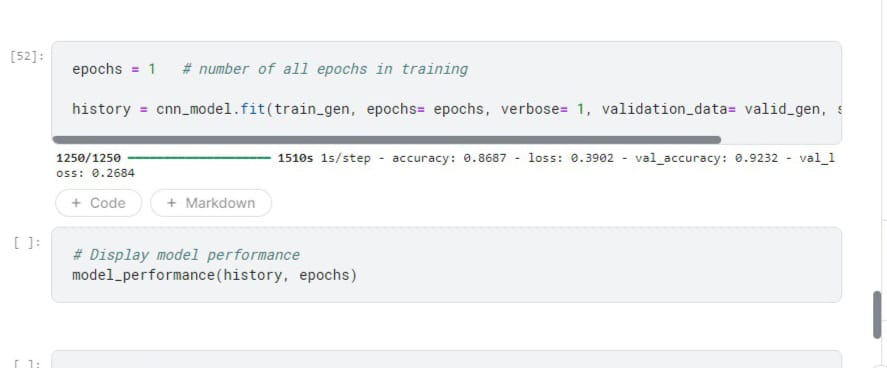 [52]:
epochs = 1 # number of all epochs in training
history = cnn_model.fit(train_gen, epochs= epochs, verbose= 1, validation_data= valid_gen, s
1250/1250 ━━━━━━━━━━━━━━━━━━━━ 1510s 1s/step - accuracy: 0.8687 - loss: 0.3902 - val_accuracy: 0.9232 - val_l
oss: 0.2684
+ Code + Markdown
[ ]:
# Display model performance
model_performance(history, epochs)
[ ]: